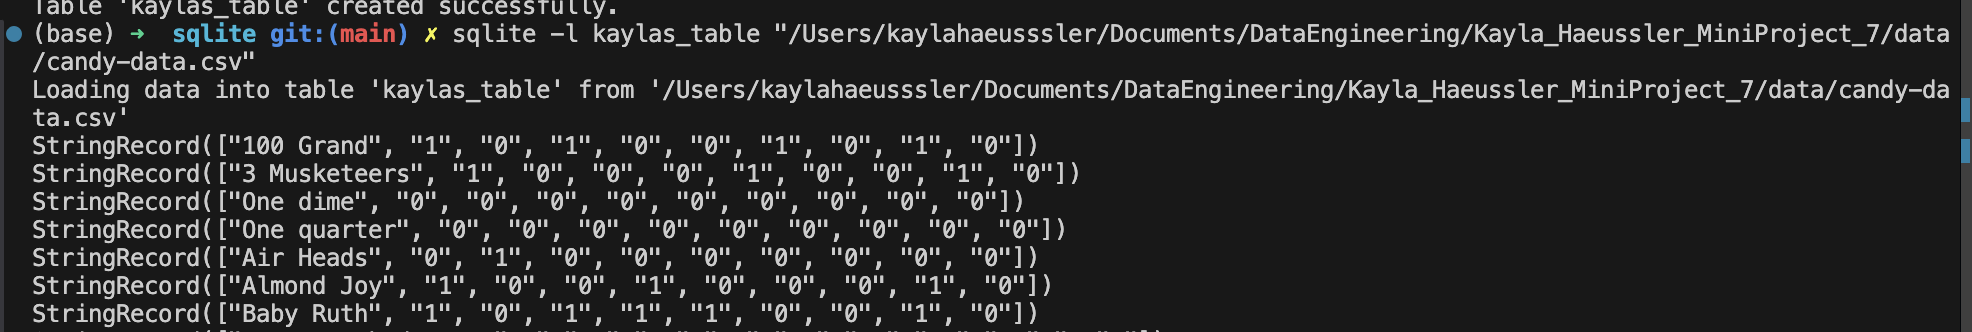 Table 'kaylas_table' created successfully.
(base) → sqlite git:(main) ✗ sqlite -l kaylas_table "/Users/kaylahaeusssler/Documents/DataEngineering/Kayla_Haeussler_MiniProject_7/data
/candy-data.csv"
Loading data into table 'kaylas_table' from '/Users/kaylahaeusssler/Documents/DataEngineering/Kayla_Haeussler_MiniProject_7/data/candy-da
ta.csv'
StringRecord(["100 Grand", "1", "0", "1", "0", "0", "1", "0", "1", "0"])
StringRecord(["3 Musketeers", "1", "0", "0", "0", "1", "0", "0", "1", "0"])
StringRecord(["One dime", "0", "0", "0", "0", "0", "0", "0", "0", "0"])
StringRecord(["One quarter", "0", "0", "0", "0", "0", "0", "0", "0", "0"])
StringRecord(["Air Heads", "0", "1", "0", "0", "0", "0", "0", "0", "0"])
StringRecord(["Almond Joy", "1", "0", "0", "1", "0", "0", "0", "1", "0"])
StringRecord(["Baby Ruth", "1", "0", "1", "1", "1", "0", "0", "1", "0"])